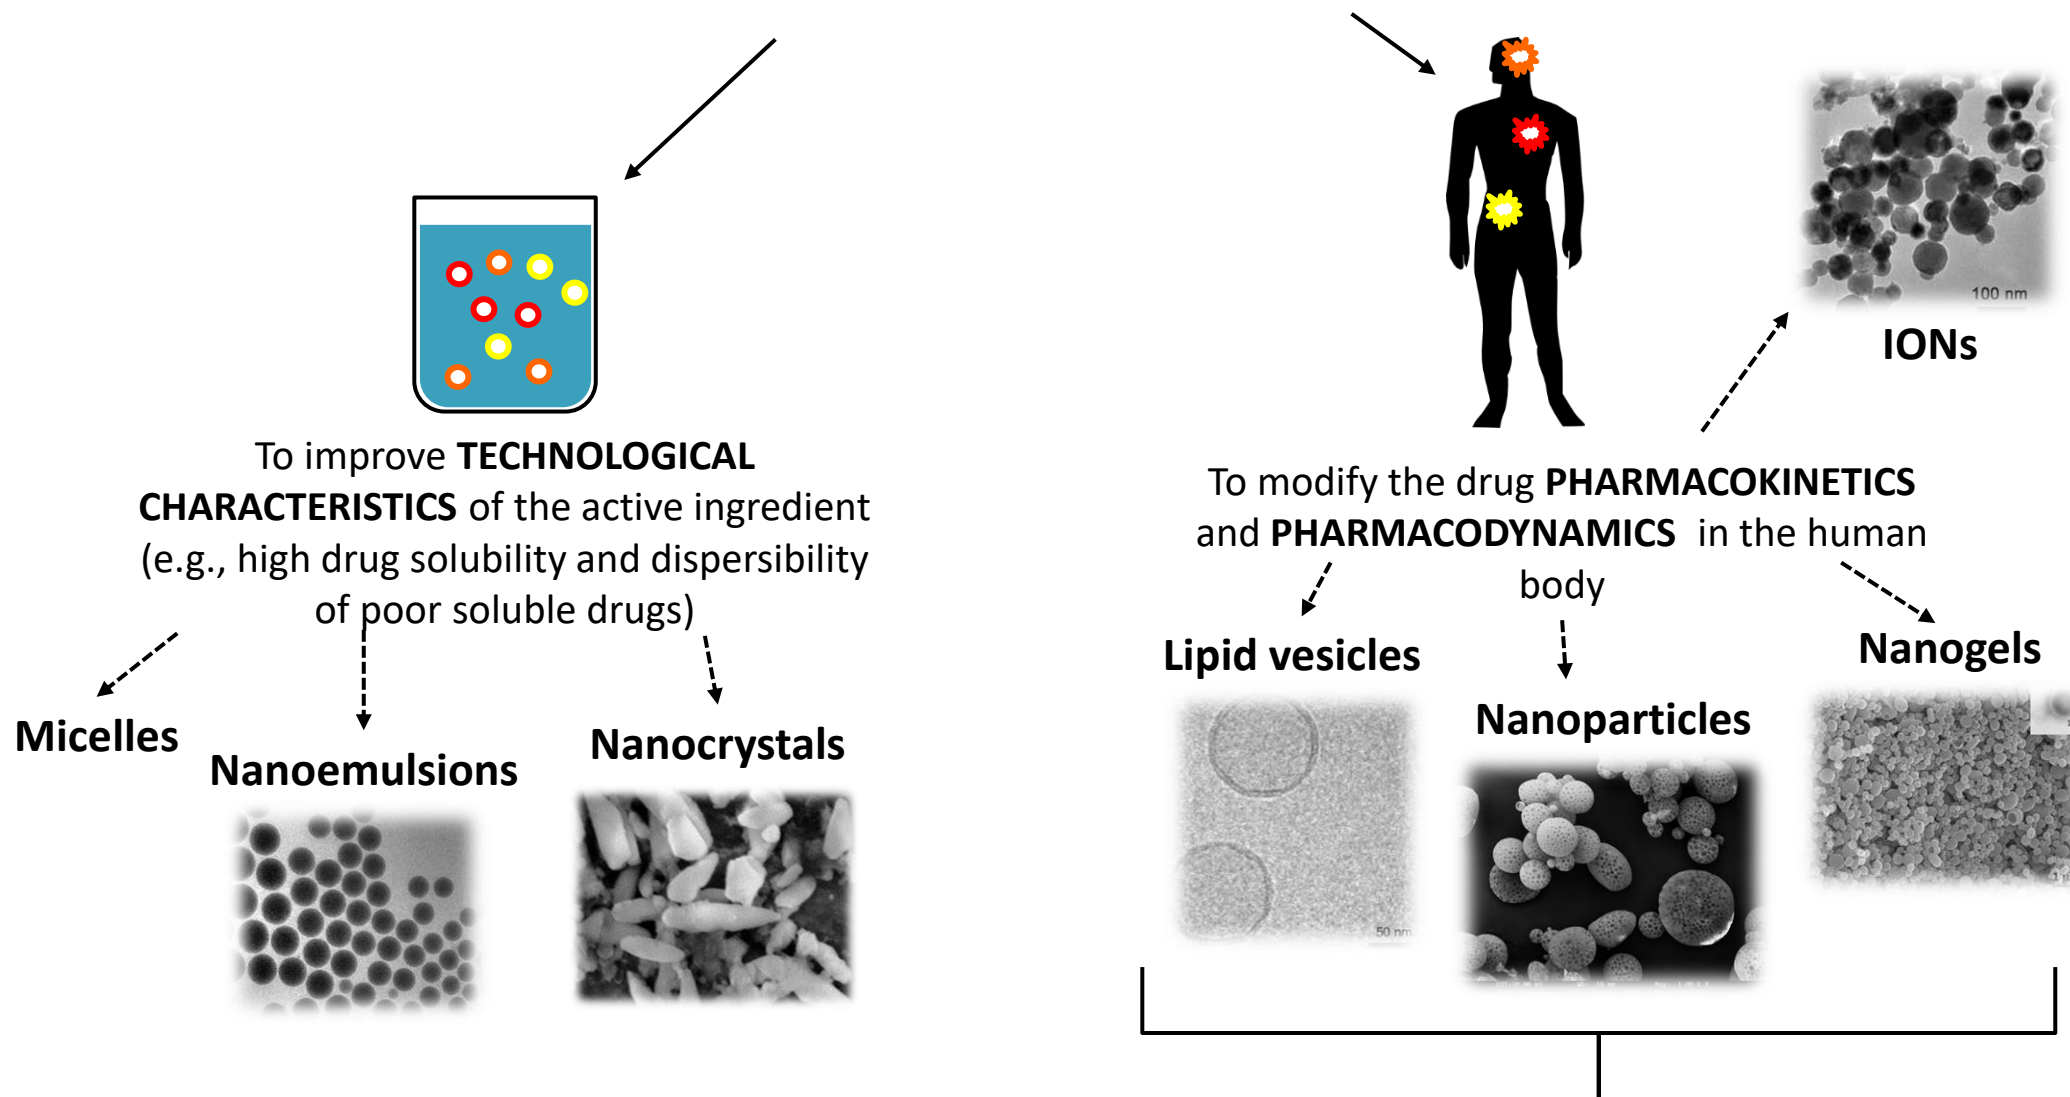 To improve TECHNOLOGICAL
CHARACTERISTICS of the active ingredient
(e.g., high drug solubility and dispersibility
of poor soluble drugs)
Micelles
Nanoemulsions
Nanocrystals
100 nm
IONs
To modify the drug PHARMACOKINETICS
and PHARMACODYNAMICS in the human
body
Lipid vesicles
Nanoparticles
Nanogels
50 nm